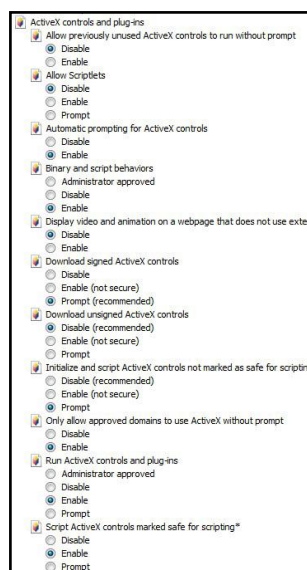 ActiveX controls and plug-ins
Allow previously unused ActiveX controls to run without prompt
Disable
Enable
Allow Scriptlets
Disable
Enable
Prompt
Automatic prompting for ActiveX controls
Disable
Enable
Binary and script behaviors
Administrator approved
Disable
Enable
Display video and animation on a webpage that does not use exte
Disable
Enable
Download signed ActiveX controls
Disable
Enable (not secure)
Prompt (recommended)
Download unsigned ActiveX controls
Disable (recommended)
Enable (not secure)
Prompt
Initialize and script ActiveX controls not marked as safe for scriptin
Disable (recommended)
Enable (not secure)
Prompt
Only allow approved domains to use ActiveX without prompt
Disable
Enable
Run ActiveX controls and plug-ins
Administrator approved
Disable
Enable
Prompt
Script ActiveX controls marked safe for scripting*
Disable
Enable
Prompt